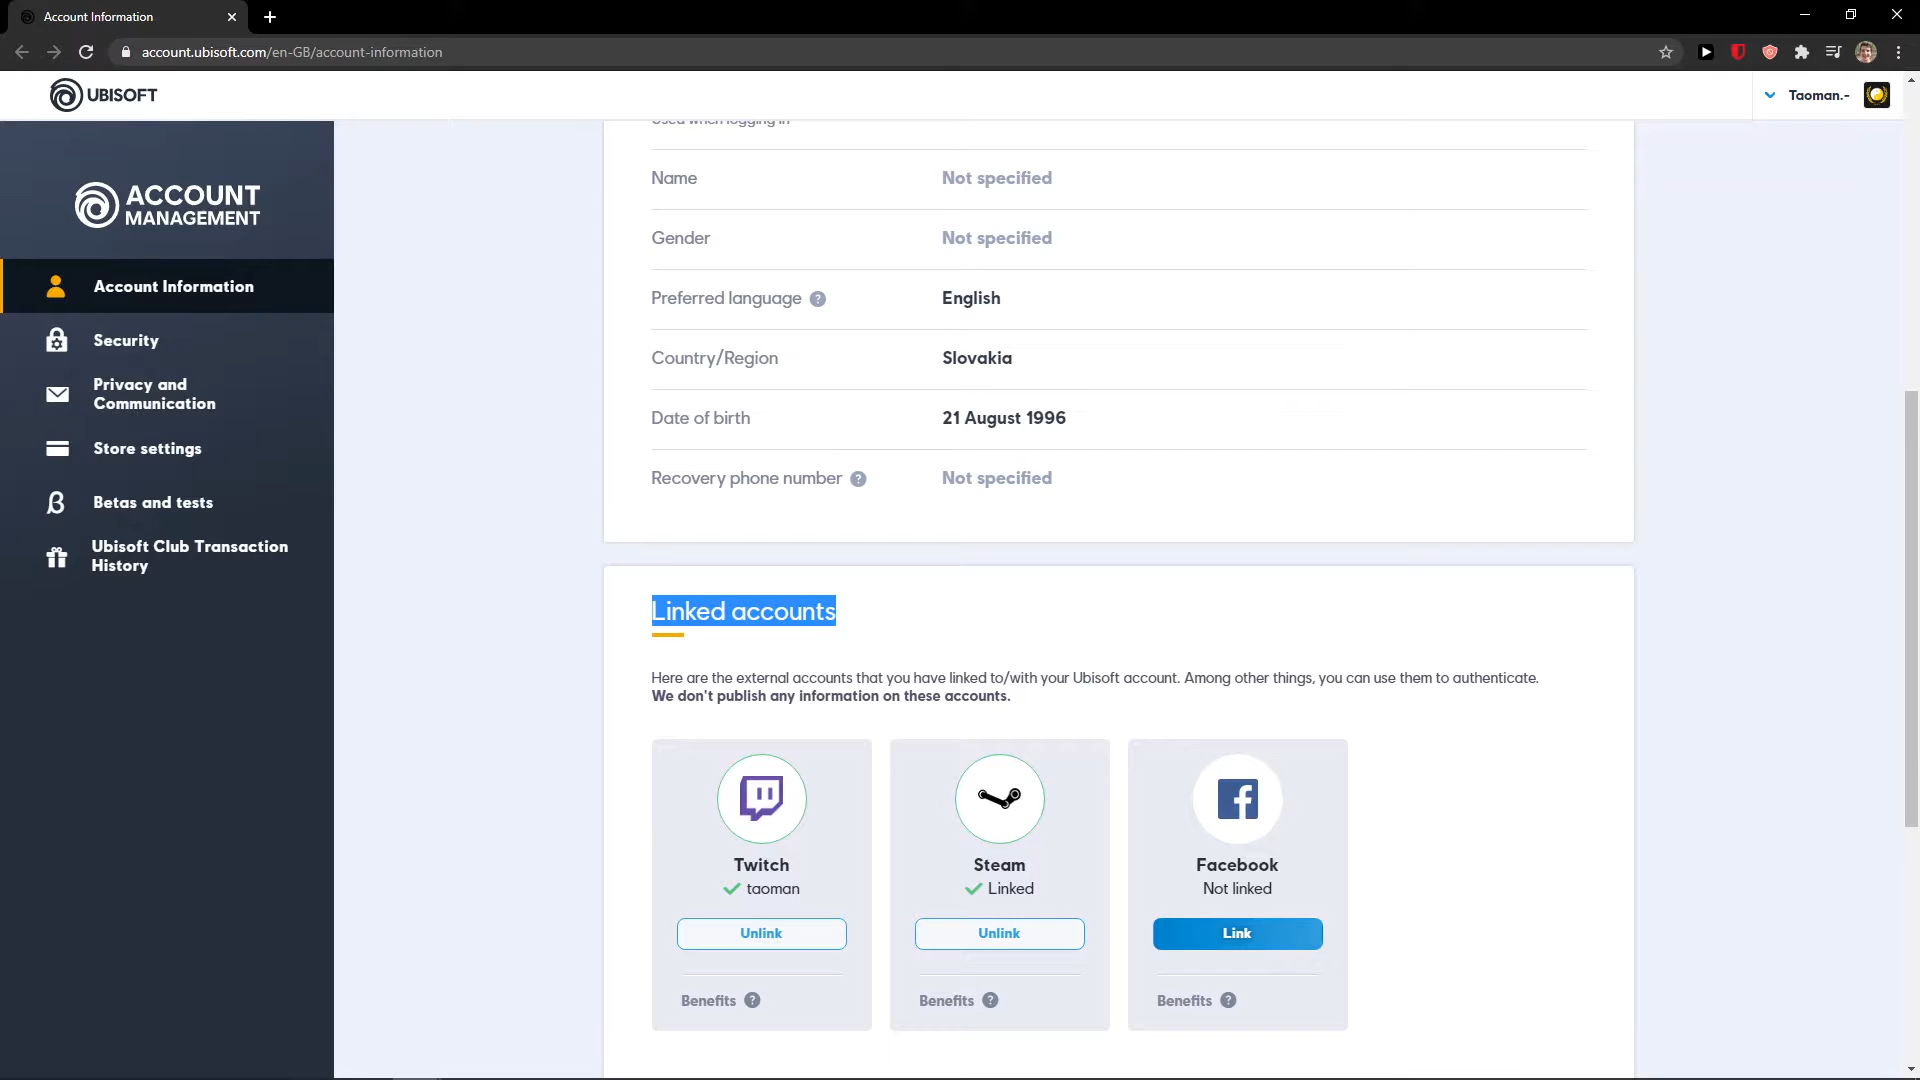 Account Information
account.ubisoft.com/en-GB/account-information
UBISOFT
Taoman.-
ACCOUNT
MANAGEMENT
Account Information
Security
Privacy and
Communication
Store settings
Betas and tests
Ubisoft Club Transaction
History
Used when logging in
Name Not specified
Gender Not specified
Preferred language ? English
Country/Region Slovakia
Date of birth 21 August 1996
Recovery phone number ? Not specified
Linked accounts
Here are the external accounts that you have linked to/with your Ubisoft account. Among other things, you can use them to authenticate.
We don't publish any information on these accounts.
Twitch
taoman
Unlink
Benefits ?
Steam
Linked
Unlink
Benefits ?
Facebook
Not linked
Link
Benefits ?